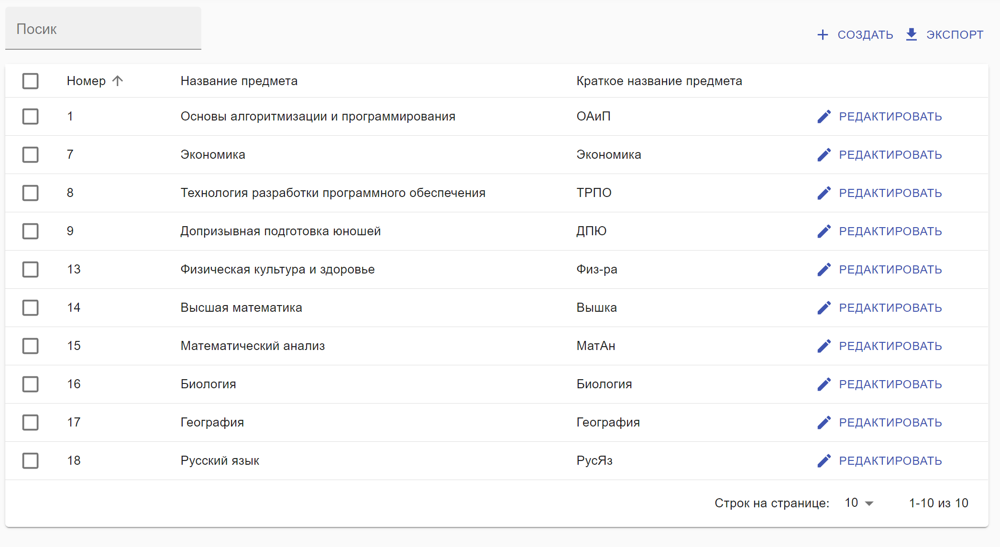 Посик
СОЗДАТЬ ЭКСПОРТ
Номер Название предмета Краткое название предмета
1 Основы алгоритмизации и программирования ОАиП РЕДАКТИРОВАТЬ
7 Экономика Экономика РЕДАКТИРОВАТЬ
8 Технология разработки программного обеспечения ТРПО РЕДАКТИРОВАТЬ
9 Допризывная подготовка юношей ДПЮ РЕДАКТИРОВАТЬ
13 Физическая культура и здоровье Физ-ра РЕДАКТИРОВАТЬ
14 Высшая математика Вышка РЕДАКТИРОВАТЬ
15 Математический анализ МатАн РЕДАКТИРОВАТЬ
16 Биология Биология РЕДАКТИРОВАТЬ
17 География География РЕДАКТИРОВАТЬ
18 Русский язык РусЯз РЕДАКТИРОВАТЬ
Строк на странице: 10 1-10 из 10